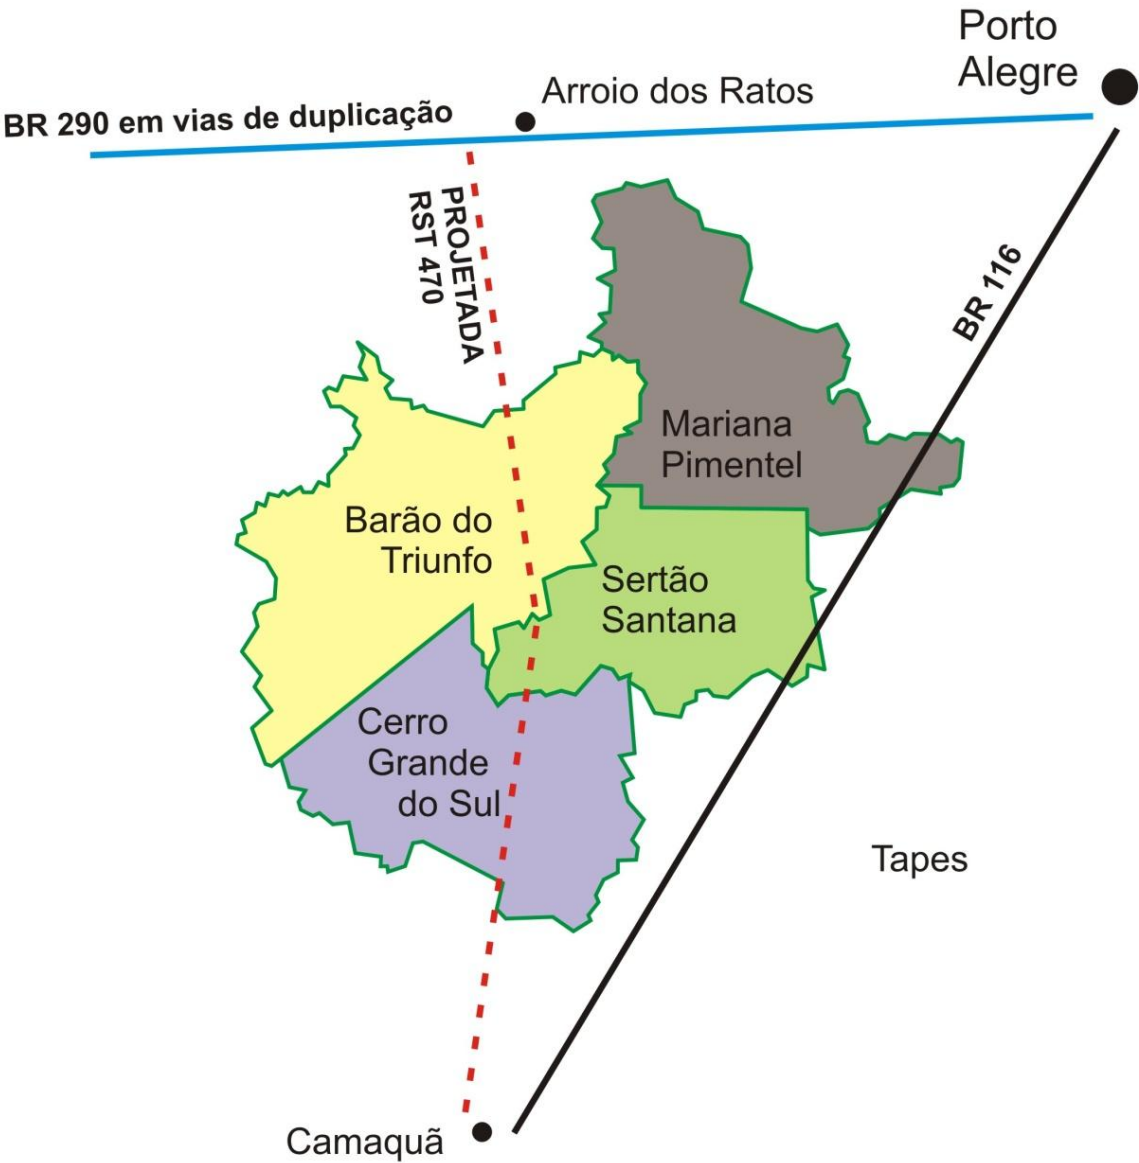 Porto
Alegre
Arroio dos Ratos
BR 290 em vias de duplicação
PROJETADA
RST 470
BR 116
Mariana
Pimentel
Barão do
Triunfo
Sertão
Santana
Cerro
Grande
do Sul
Tapes
Camaquã